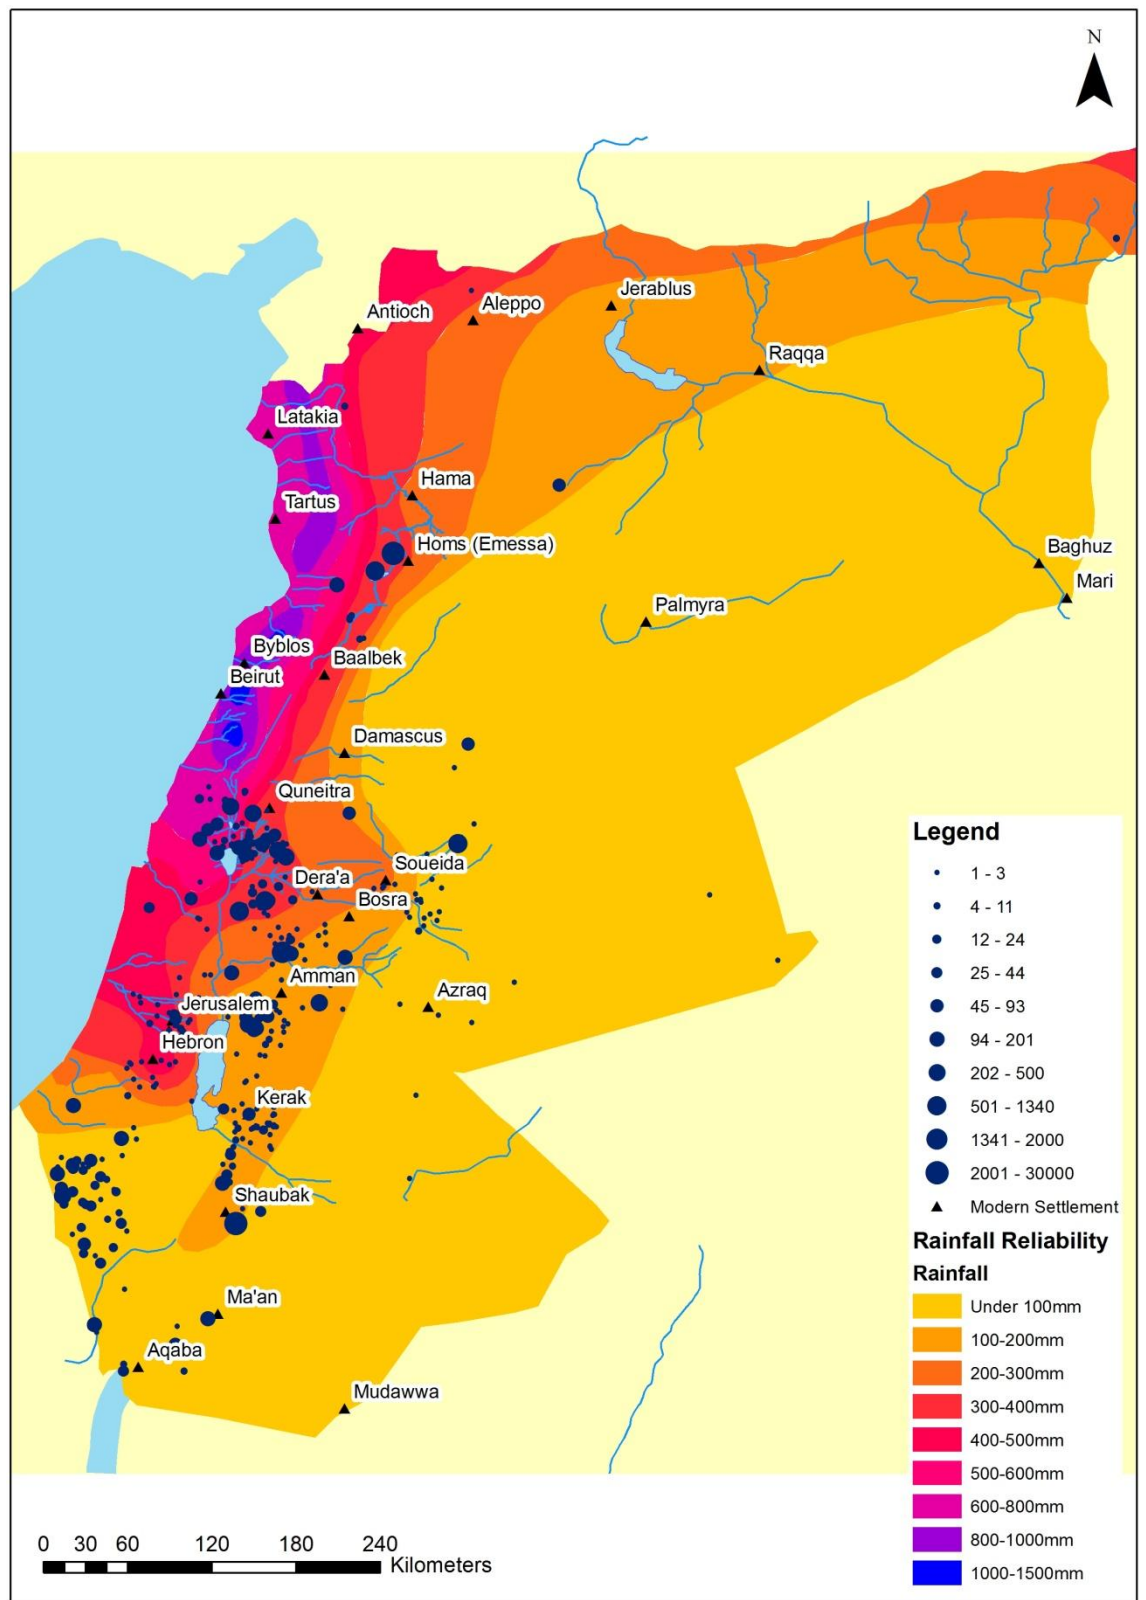 N
Antioch
Aleppo
Jerablus
Raqqa
Latakia
Hama
Tartus
Homs (Emessa)
Baghuz
Mari
Palmyra
Byblos
Baalbek
Beirut
Damascus
Quneitra
Soueida
Dera'a
Bosra
Amman
Azraq
Jerusalem
Hebron
Kerak
Shaubak
Ma'an
Aqaba
Mudawwa
Legend
1 - 3
4 - 11
12 - 24
25 - 44
45 - 93
94 - 201
202 - 500
501 - 1340
1341 - 2000
2001 - 30000
Modern Settlement
Rainfall Reliability
Rainfall
Under 100mm
100-200mm
200-300mm
300-400mm
400-500mm
500-600mm
600-800mm
800-1000mm
1000-1500mm
0 30 60 120 180 240
Kilometers